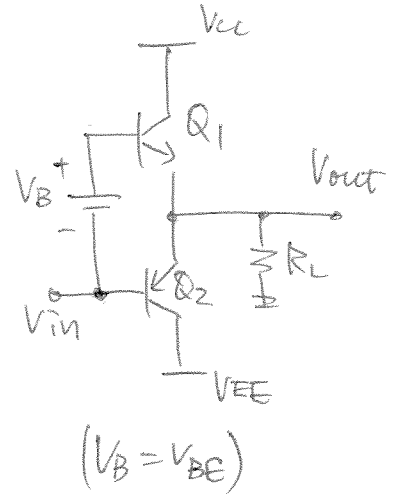 Vcc
Q1
+
VB
-
Vout
RL
Q2
Vin
VEE
(VB = VBE)